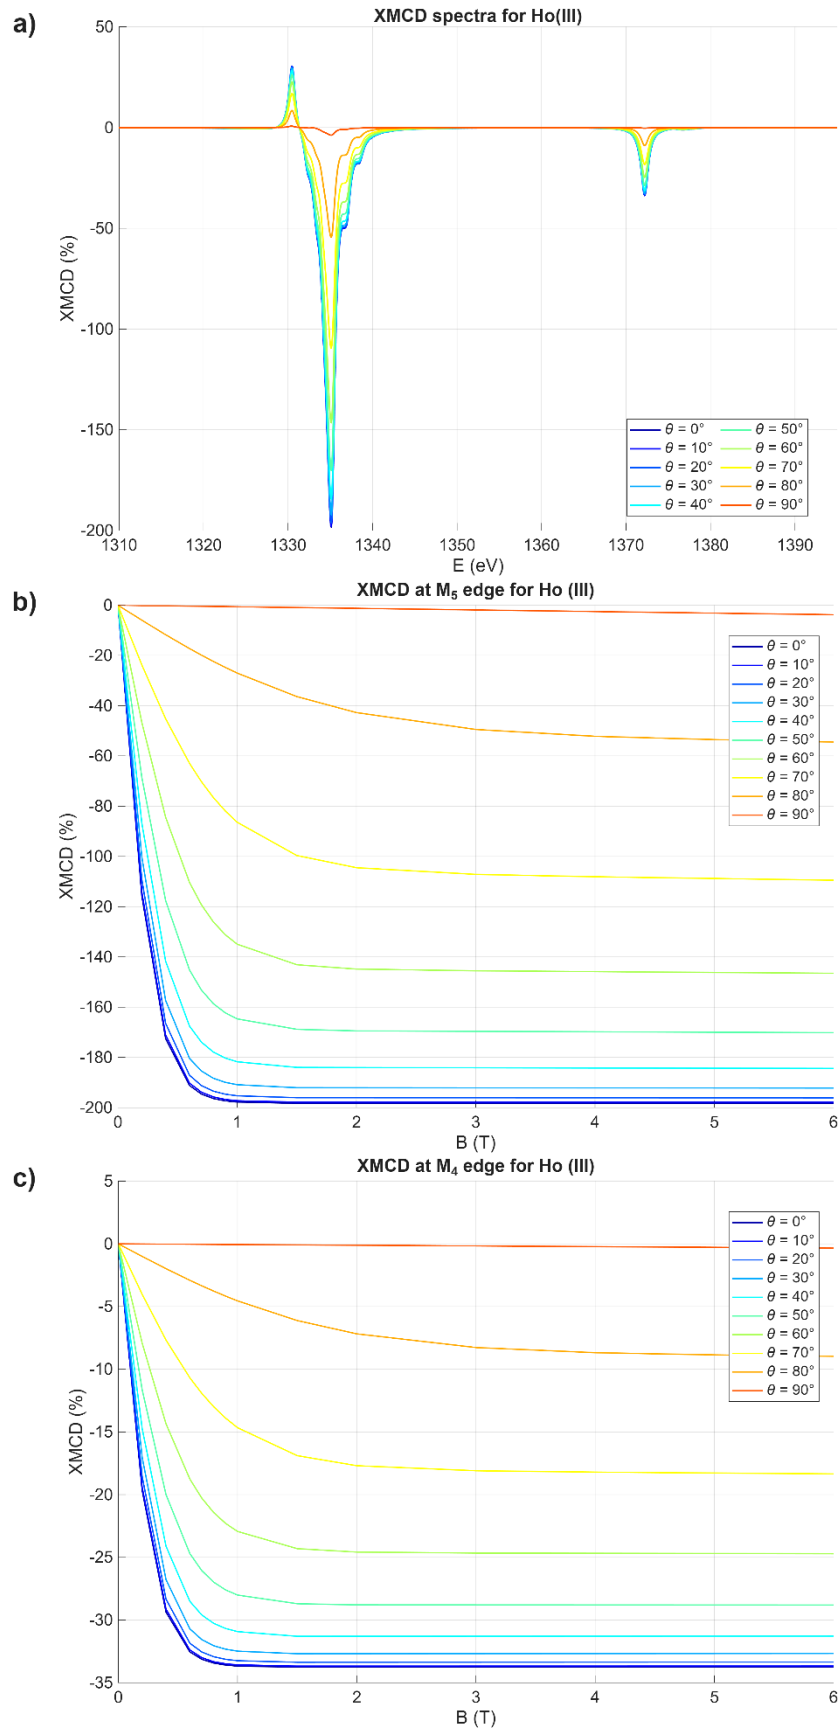 a)
XMCD spectra for Ho(III)
50
0
-50
-100
-150
-200
XMCD (%)
θ = 0° θ = 50°
θ = 10° θ = 60°
θ = 20° θ = 70°
θ = 30° θ = 80°
θ = 40° θ = 90°
1310 1320 1330 1340 1350 1360 1370 1380 1390
E (eV)
b)
XMCD at M₅ edge for Ho (III)
0
-20
-40
-60
-80
-100
-120
-140
-160
-180
-200
XMCD (%)
θ = 0°
θ = 10°
θ = 20°
θ = 30°
θ = 40°
θ = 50°
θ = 60°
θ = 70°
θ = 80°
θ = 90°
0 1 2 3 4 5 6
B (T)
c)
XMCD at M₄ edge for Ho (III)
5
0
-5
-10
-15
-20
-25
-30
-35
XMCD (%)
θ = 0°
θ = 10°
θ = 20°
θ = 30°
θ = 40°
θ = 50°
θ = 60°
θ = 70°
θ = 80°
θ = 90°
0 1 2 3 4 5 6
B (T)